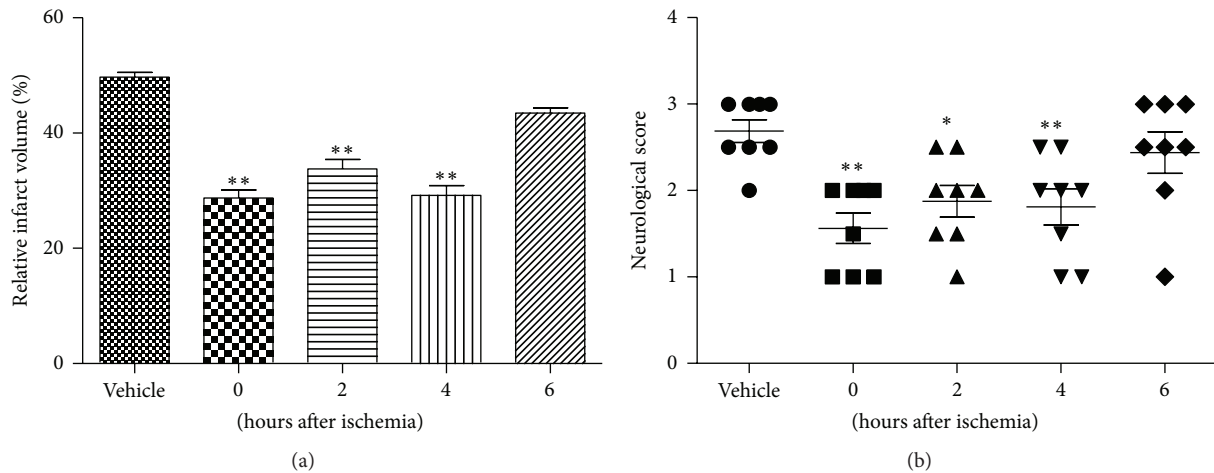 60
40
20
0
Relative infarct volume (%)
**
**
**
Vehicle 0 2 4 6
(hours after ischemia)
(a)
4
3
2
1
0
Neurological score
**
*
**
Vehicle 0 2 4 6
(hours after ischemia)
(b)